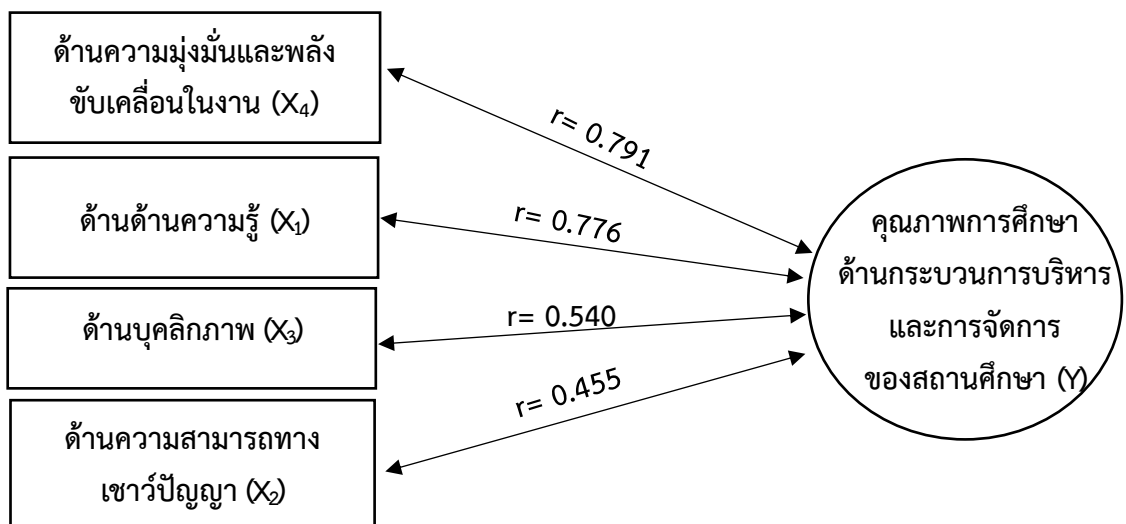 ด้านความมุ่งมั่นและพลัง
ขับเคลื่อนในงาน (X₄)
r= 0.791
ด้านด้านความรู้ (X₁)
r= 0.776
ด้านบุคลิกภาพ (X₃)
r= 0.540
ด้านความสามารถทาง
เชาว์ปัญญา (X₂)
r= 0.455
คุณภาพการศึกษา
ด้านกระบวนการบริหาร
และการจัดการ
ของสถานศึกษา (Y)